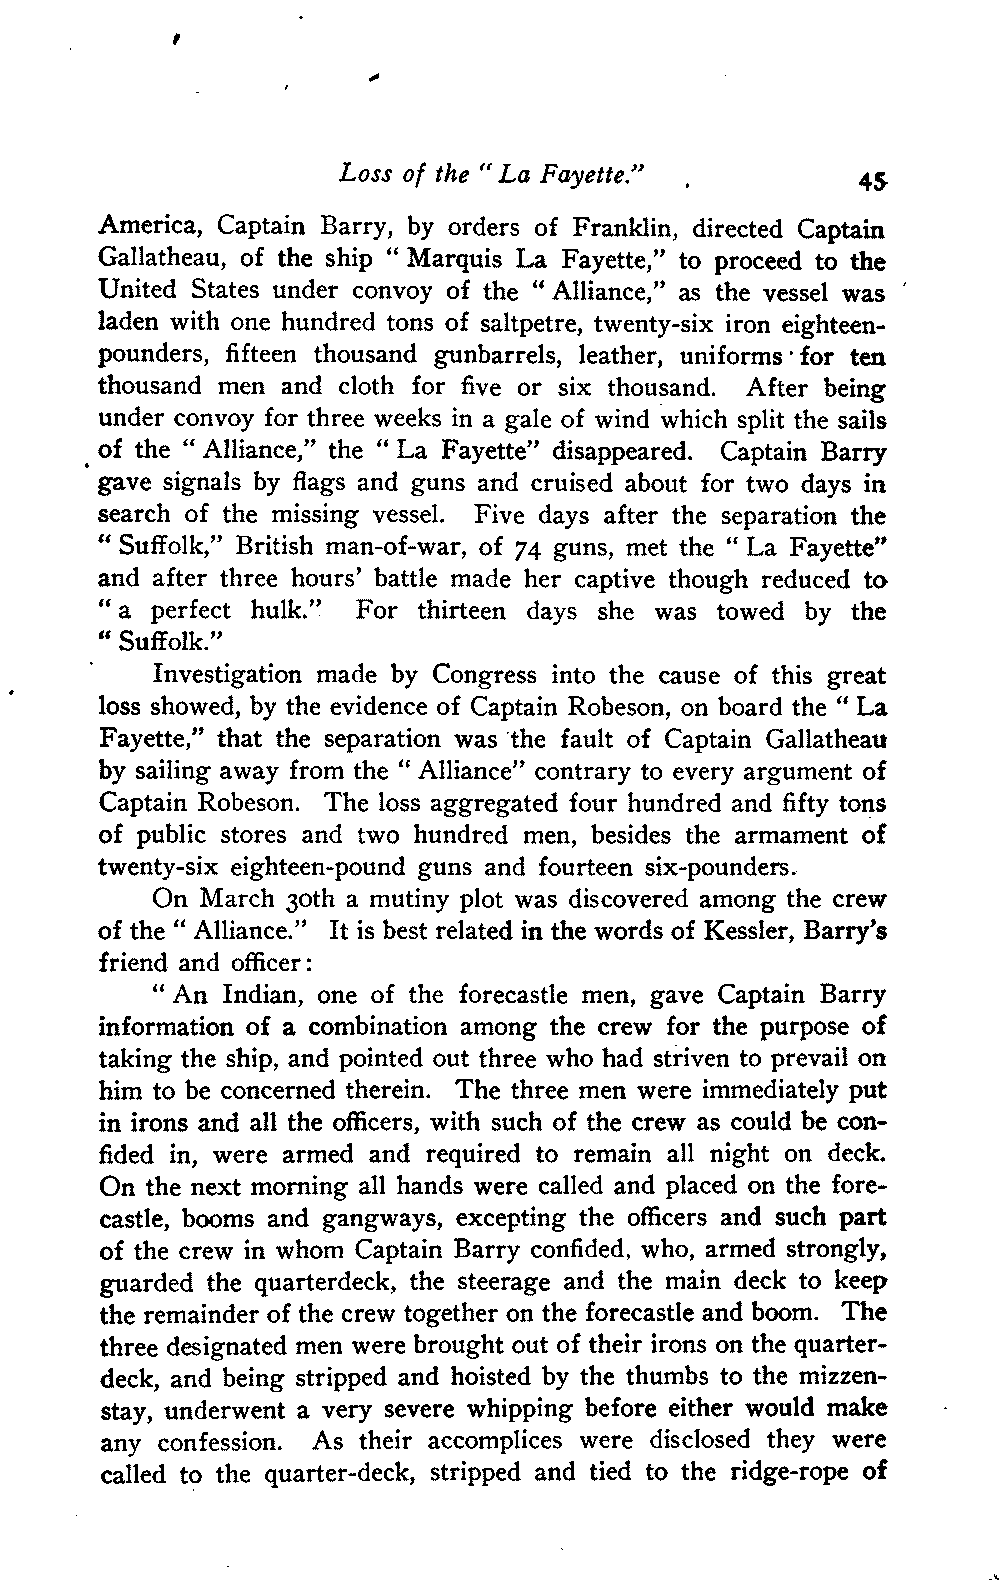 Loss of the "La Fayette." 45
America, Captain Barry, by orders of Franklin, directed Captain
Gallatheau, of the ship "Marquis La Fayette," to proceed to the
United States under convoy of the "Alliance," as the vessel was
laden with one hundred tons of saltpetre, twenty-six iron eighteen-
pounders, fifteen thousand gunbarrels, leather, uniforms for ten
thousand men and cloth for five or six thousand. After being
under convoy for three weeks in a gale of wind which split the sails
of the "Alliance," the "La Fayette" disappeared. Captain Barry
gave signals by flags and guns and cruised about for two days in
search of the missing vessel. Five days after the separation the
"Suffolk," British man-of-war, of 74 guns, met the "La Fayette"
and after three hours' battle made her captive though reduced to
"a perfect hulk." For thirteen days she was towed by the
"Suffolk."
Investigation made by Congress into the cause of this great
loss showed, by the evidence of Captain Robeson, on board the "La
Fayette," that the separation was the fault of Captain Gallatheau
by sailing away from the "Alliance" contrary to every argument of
Captain Robeson. The loss aggregated four hundred and fifty tons
of public stores and two hundred men, besides the armament of
twenty-six eighteen-pound guns and fourteen six-pounders.
On March 30th a mutiny plot was discovered among the crew
of the "Alliance." It is best related in the words of Kessler, Barry's
friend and officer:
"An Indian, one of the forecastle men, gave Captain Barry
information of a combination among the crew for the purpose of
taking the ship, and pointed out three who had striven to prevail on
him to be concerned therein. The three men were immediately put
in irons and all the officers, with such of the crew as could be con-
fided in, were armed and required to remain all night on deck.
On the next morning all hands were called and placed on the fore-
castle, booms and gangways, excepting the officers and such part
of the crew in whom Captain Barry confided, who, armed strongly,
guarded the quarterdeck, the steerage and the main deck to keep
the remainder of the crew together on the forecastle and boom. The
three designated men were brought out of their irons on the quarter-
deck, and being stripped and hoisted by the thumbs to the mizzen-
stay, underwent a very severe whipping before either would make
any confession. As their accomplices were disclosed they were
called to the quarter-deck, stripped and tied to the ridge-rope of